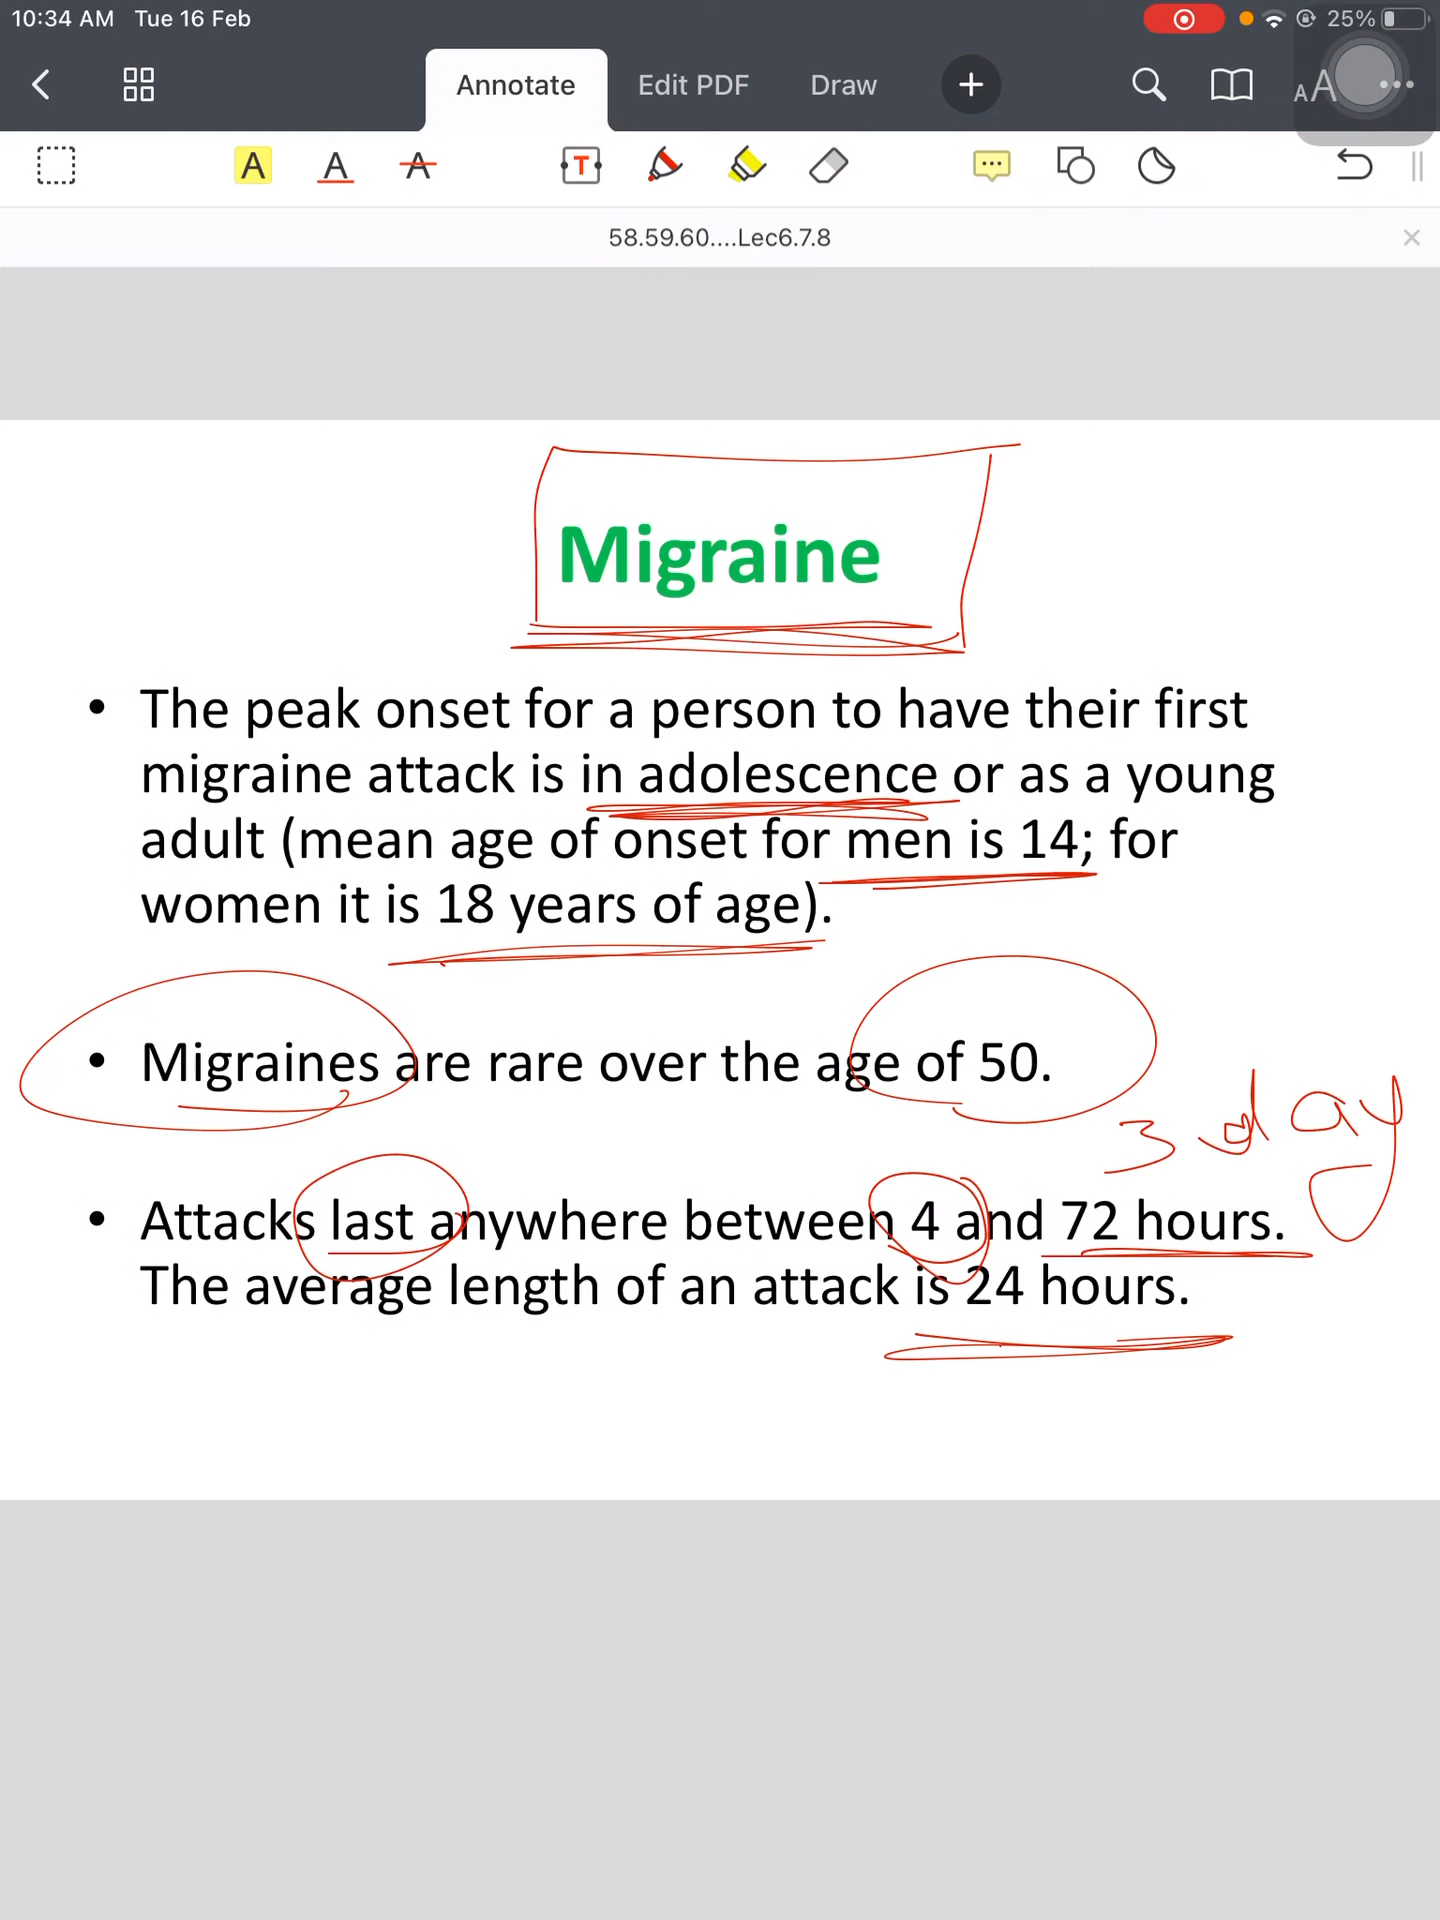 10:34 AM Tue 16 Feb 25%
Annotate Edit PDF Draw
A A A T AA
58.59.60....Lec6.7.8
Migraine
• The peak onset for a person to have their first
migraine attack is in adolescence or as a young
adult (mean age of onset for men is 14; for
women it is 18 years of age).
• Migraines are rare over the age of 50.
3 day
• Attacks last anywhere between 4 and 72 hours.
The average length of an attack is 24 hours.